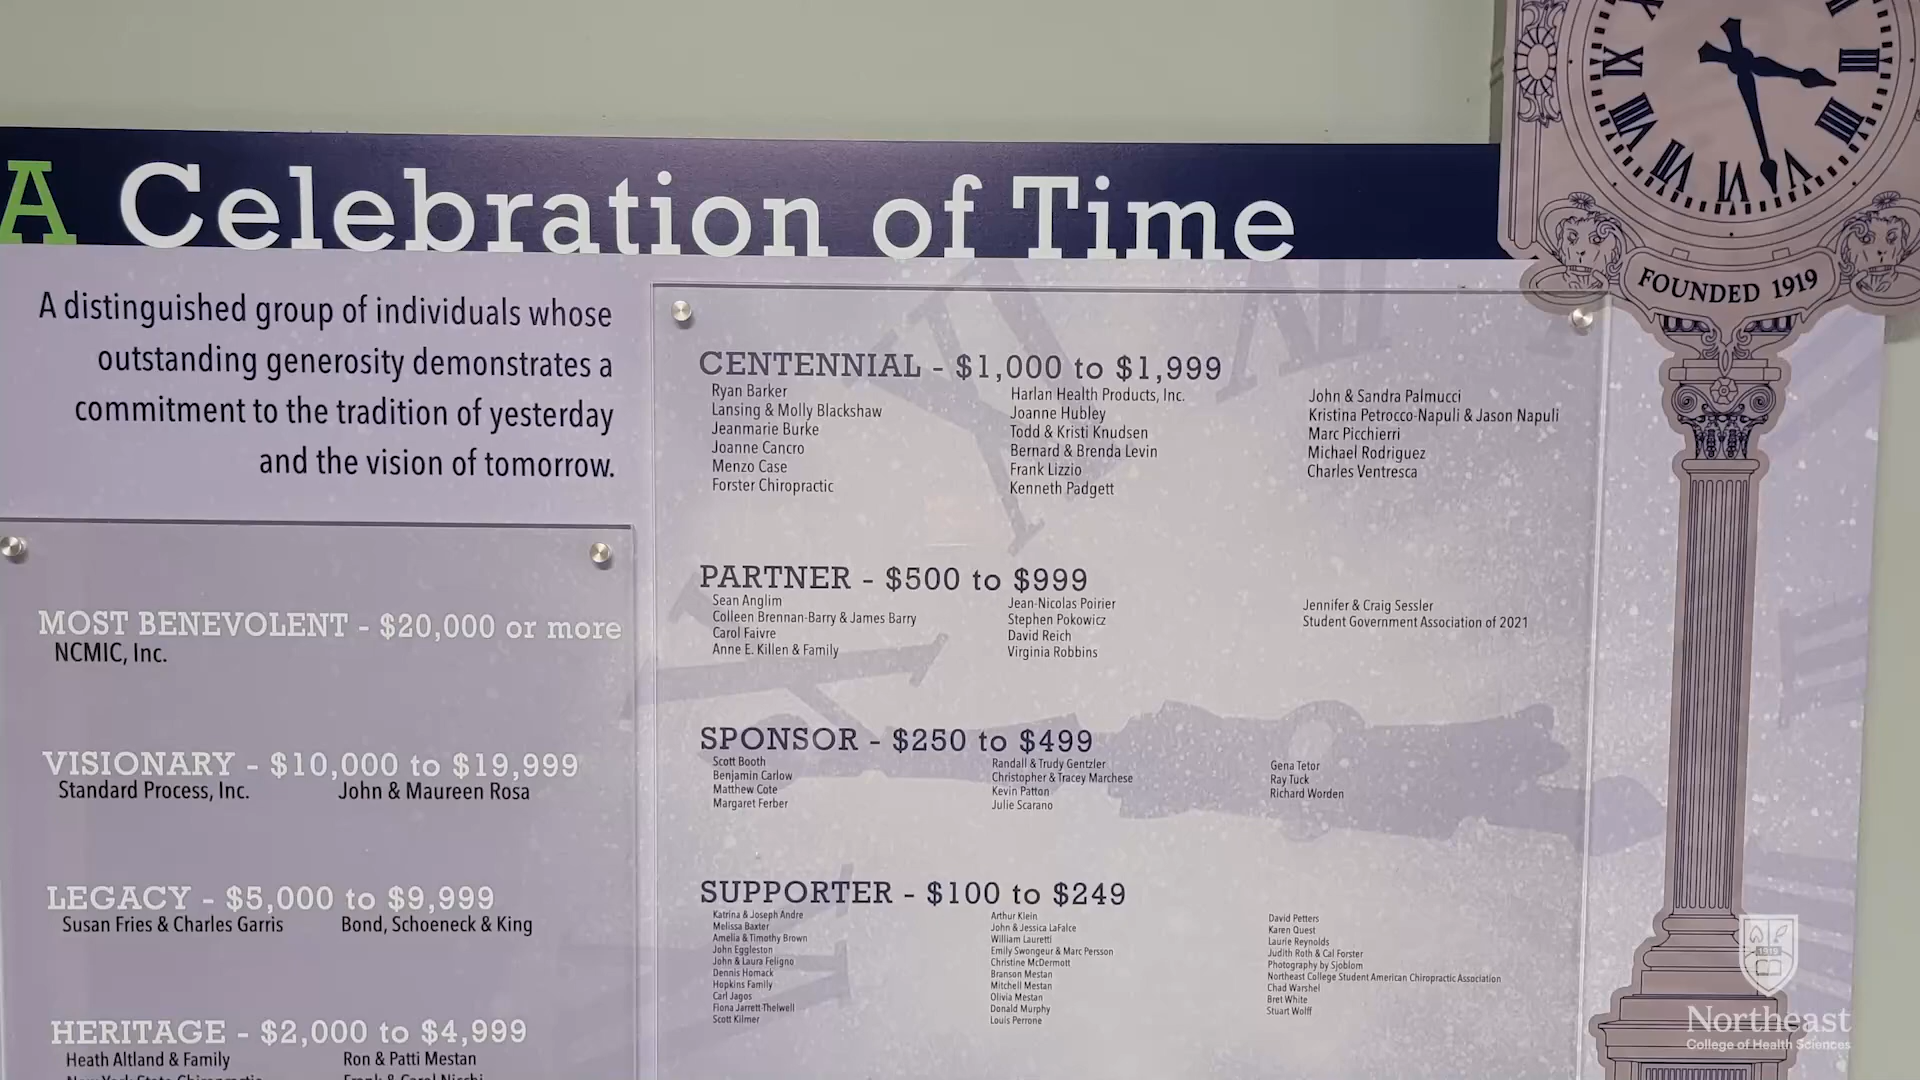 A Celebration of Time
A distinguished group of individuals whose
outstanding generosity demonstrates a
commitment to the tradition of yesterday
and the vision of tomorrow.
MOST BENEVOLENT - $20,000 or more
NCMIC, Inc.
VISIONARY - $10,000 to $19,999
Standard Process, Inc.
John & Maureen Rosa
LEGACY - $5,000 to $9,999
Susan Fries & Charles Garris
Bond, Schoeneck & King
HERITAGE - $2,000 to $4,999
Heath Altland & Family
Ron & Patti Mestan
CENTENNIAL - $1,000 to $1,999
Ryan Barker
Lansing & Molly Blackshaw
Jeanmarie Burke
Joanne Cancro
Menzo Case
Forster Chiropractic
Harlan Health Products, Inc.
Joanne Hubley
Todd & Kristi Knudsen
Bernard & Brenda Levin
Frank Lizzio
Kenneth Padgett
John & Sandra Palmucci
Kristina Petrocco-Napuli & Jason Napuli
Marc Picchierri
Michael Rodriguez
Charles Ventresca
PARTNER - $500 to $999
Sean Anglim
Colleen Brennan-Barry & James Barry
Carol Faivre
Anne E. Killen & Family
Jean-Nicolas Poirier
Stephen Pokowicz
David Reich
Virginia Robbins
Jennifer & Craig Sessler
Student Government Association of 2021
SPONSOR - $250 to $499
Scott Booth
Benjamin Carlow
Matthew Cote
Margaret Ferber
Randall & Trudy Gentzler
Christopher & Tracey Marchese
Kevin Patton
Julie Scarano
Gena Tetor
Ray Tuck
Richard Worden
SUPPORTER - $100 to $249
Katrina & Joseph Andre
Melissa Baxter
Amelia & Timothy Brown
John Eggleston
John & Laura Feligno
Dennis Homack
Hopkins Family
Carl Jagos
Fiona Jarrett-Thelwell
Scott Kilmer
Arthur Klein
John & Jessica LaFalce
William Lauretti
Emily Swongeur & Marc Persson
Christine McDermott
Branson Mestan
Mitchell Mestan
Olivia Mestan
Donald Murphy
Louis Perrone
David Petters
Karen Quest
Laurie Reynolds
Judith Roth & Cal Forster
Photography by Sjoblom
Northeast College Student American Chiropractic Association
Chad Warshel
Bret White
Stuart Wolff
III
IIII
V
VI
VII
VIII
IX
FOUNDED 1919
1919
Northeast
College of Health Sciences